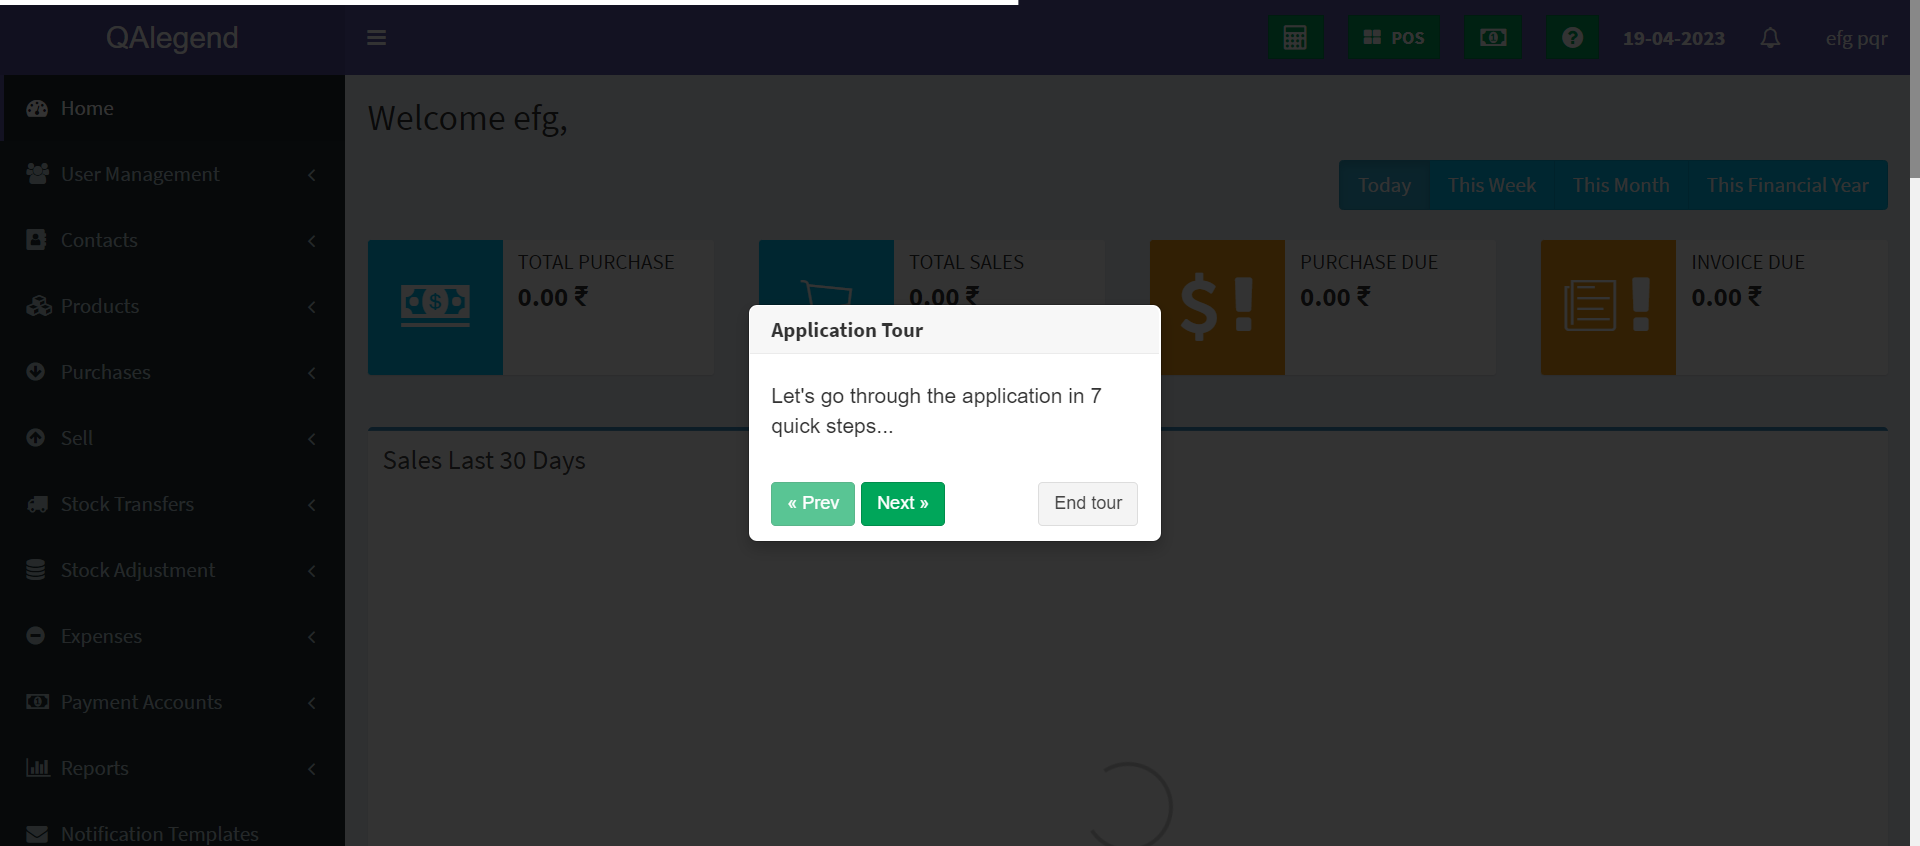 QAlegend
POS
19-04-2023
efg pqr
Home
User Management
Contacts
Products
Purchases
Sell
Stock Transfers
Stock Adjustment
Expenses
Payment Accounts
Reports
Notification Templates
Welcome efg,
Today
This Week
This Month
This Financial Year
TOTAL PURCHASE
0.00 ₹
TOTAL SALES
0.00 ₹
PURCHASE DUE
0.00 ₹
INVOICE DUE
0.00 ₹
Application Tour
Let's go through the application in 7
quick steps...
« Prev
Next »
End tour
Sales Last 30 Days